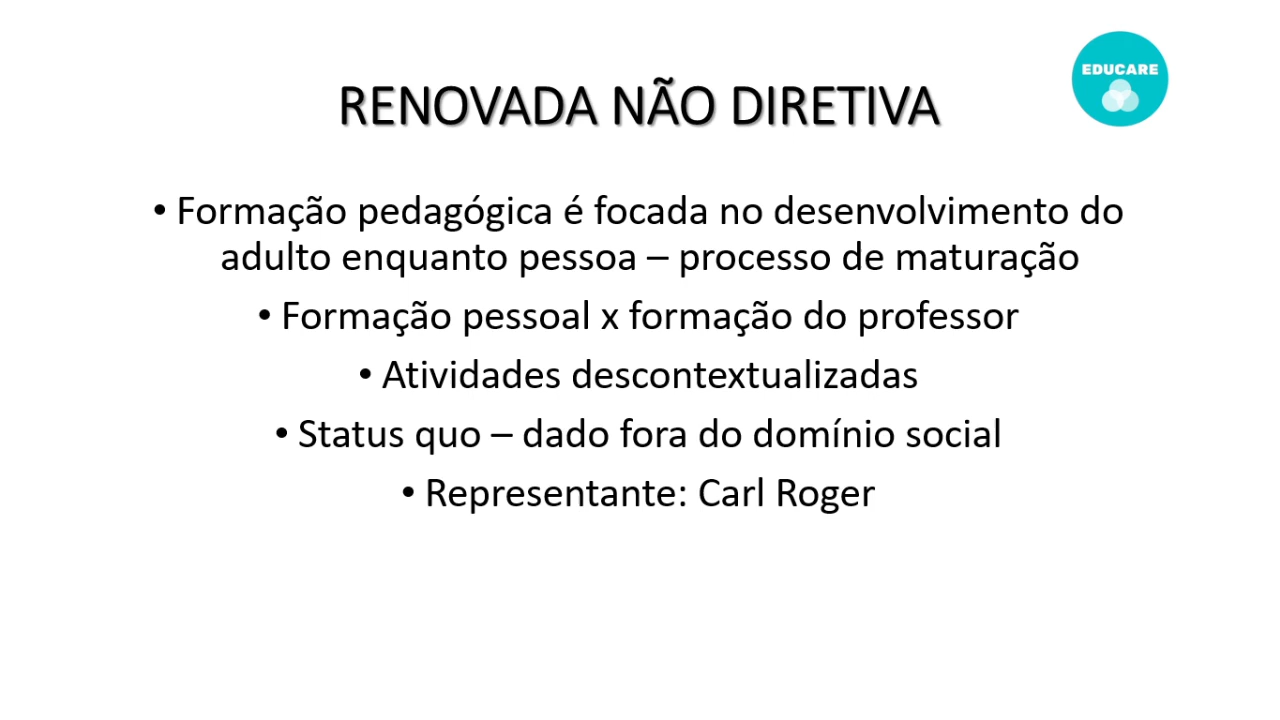 EDUCARE
RENOVADA NÃO DIRETIVA
• Formação pedagógica é focada no desenvolvimento do
adulto enquanto pessoa – processo de maturação
• Formação pessoal x formação do professor
• Atividades descontextualizadas
• Status quo – dado fora do domínio social
• Representante: Carl Roger